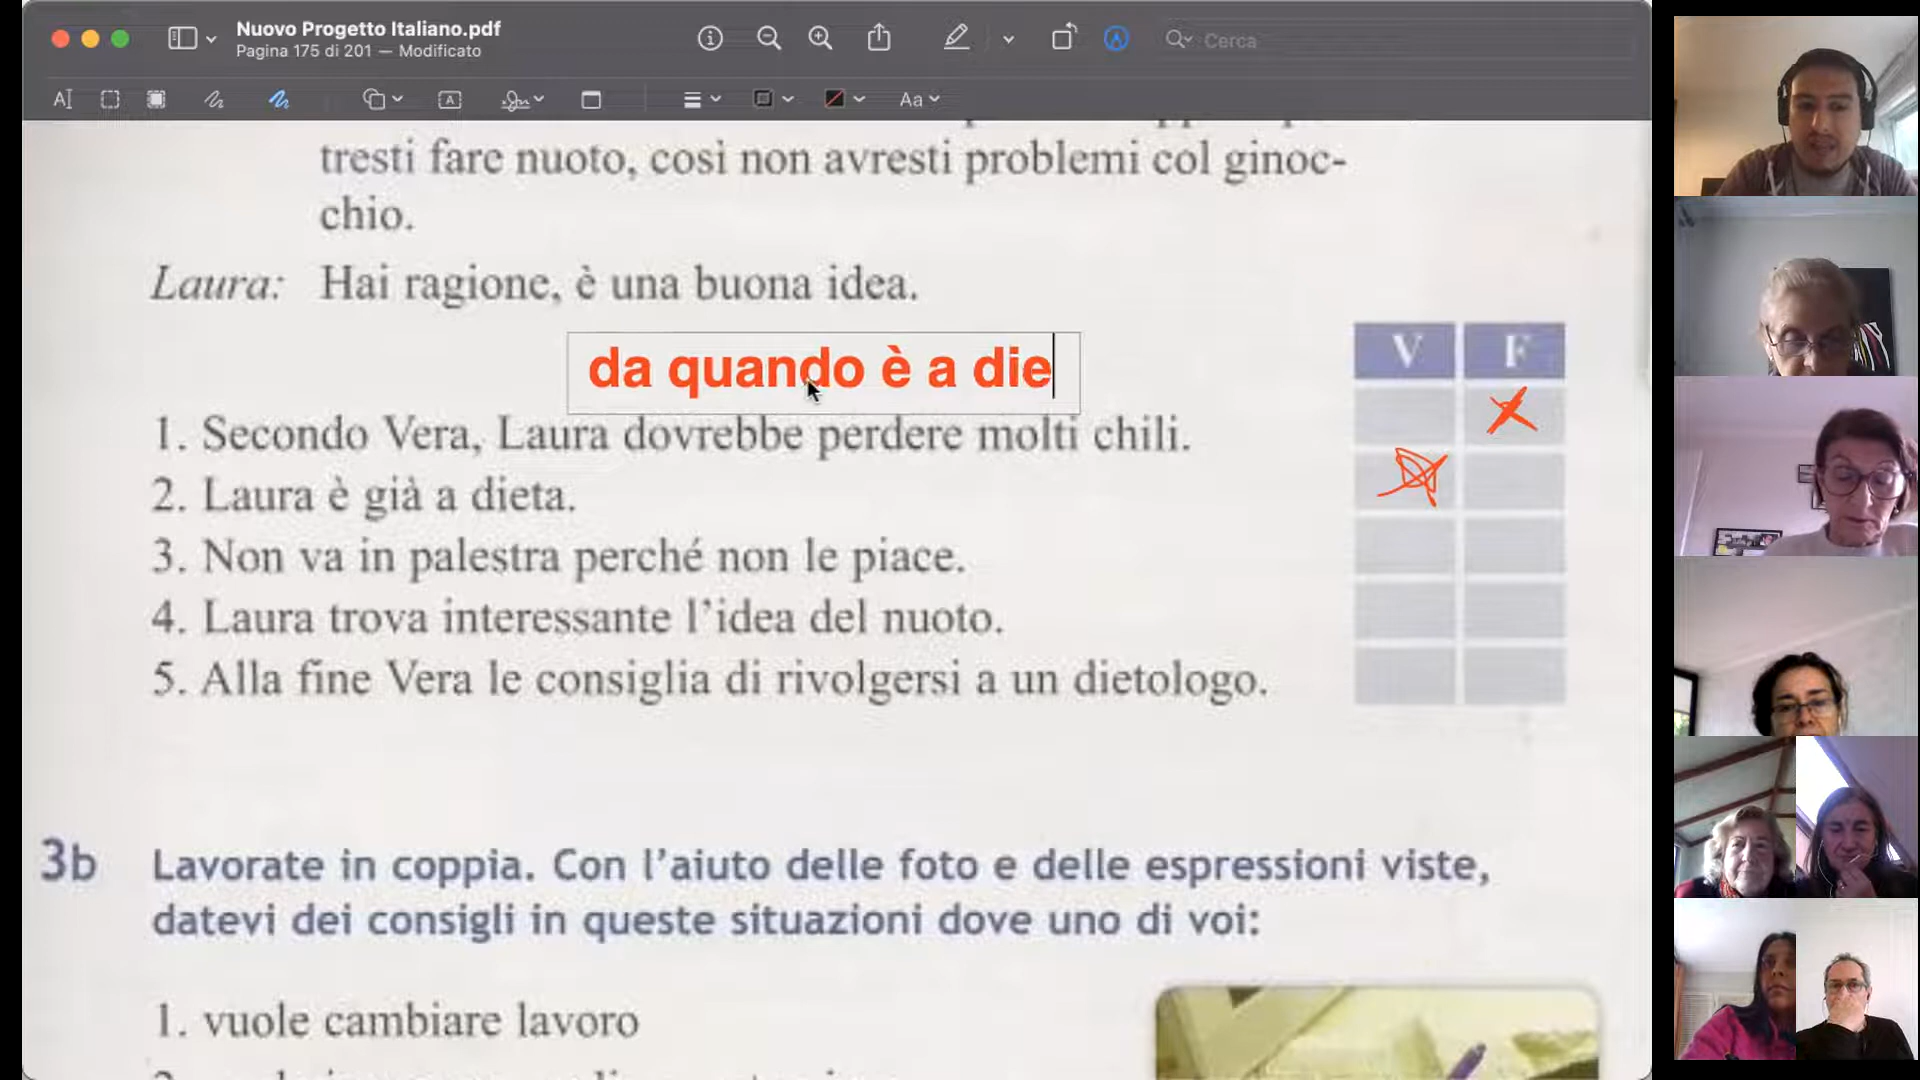 Nuovo Progetto Italiano.pdf
Pagina 175 di 201 — Modificato
Cerca
Aa
tresti fare nuoto, così non avresti problemi col ginoc-
chio.
Laura: Hai ragione, è una buona idea.
da quando è a die
V F
1. Secondo Vera, Laura dovrebbe perdere molti chili.
2. Laura è già a dieta.
3. Non va in palestra perché non le piace.
4. Laura trova interessante l'idea del nuoto.
5. Alla fine Vera le consiglia di rivolgersi a un dietologo.
3b Lavorate in coppia. Con l'aiuto delle foto e delle espressioni viste,
datevi dei consigli in queste situazioni dove uno di voi:
1. vuole cambiare lavoro